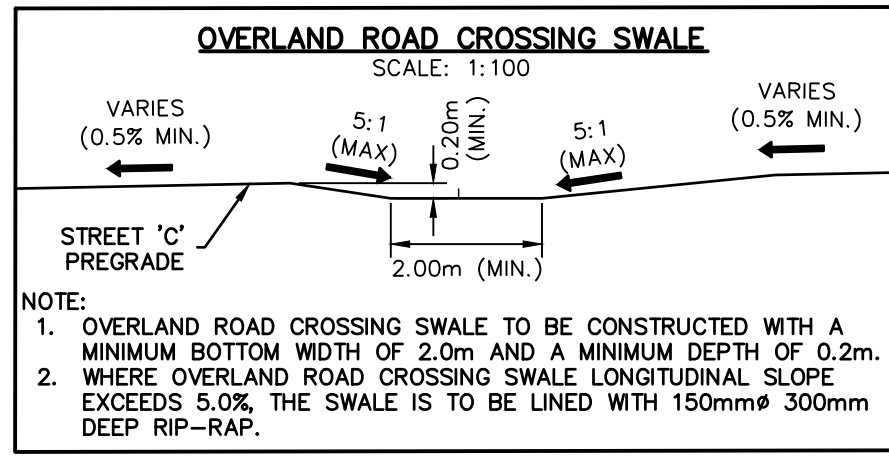 OVERLAND ROAD CROSSING SWALE
SCALE: 1:100
VARIES
(0.5% MIN.)
5:1
(MAX)
0.20m
(MIN.)
5:1
(MAX)
VARIES
(0.5% MIN.)
STREET 'C'
PREGRADE
2.00m (MIN.)
NOTE:
1. OVERLAND ROAD CROSSING SWALE TO BE CONSTRUCTED WITH A
MINIMUM BOTTOM WIDTH OF 2.0m AND A MINIMUM DEPTH OF 0.2m.
2. WHERE OVERLAND ROAD CROSSING SWALE LONGITUDINAL SLOPE
EXCEEDS 5.0%, THE SWALE IS TO BE LINED WITH 150mmø 300mm
DEEP RIP-RAP.